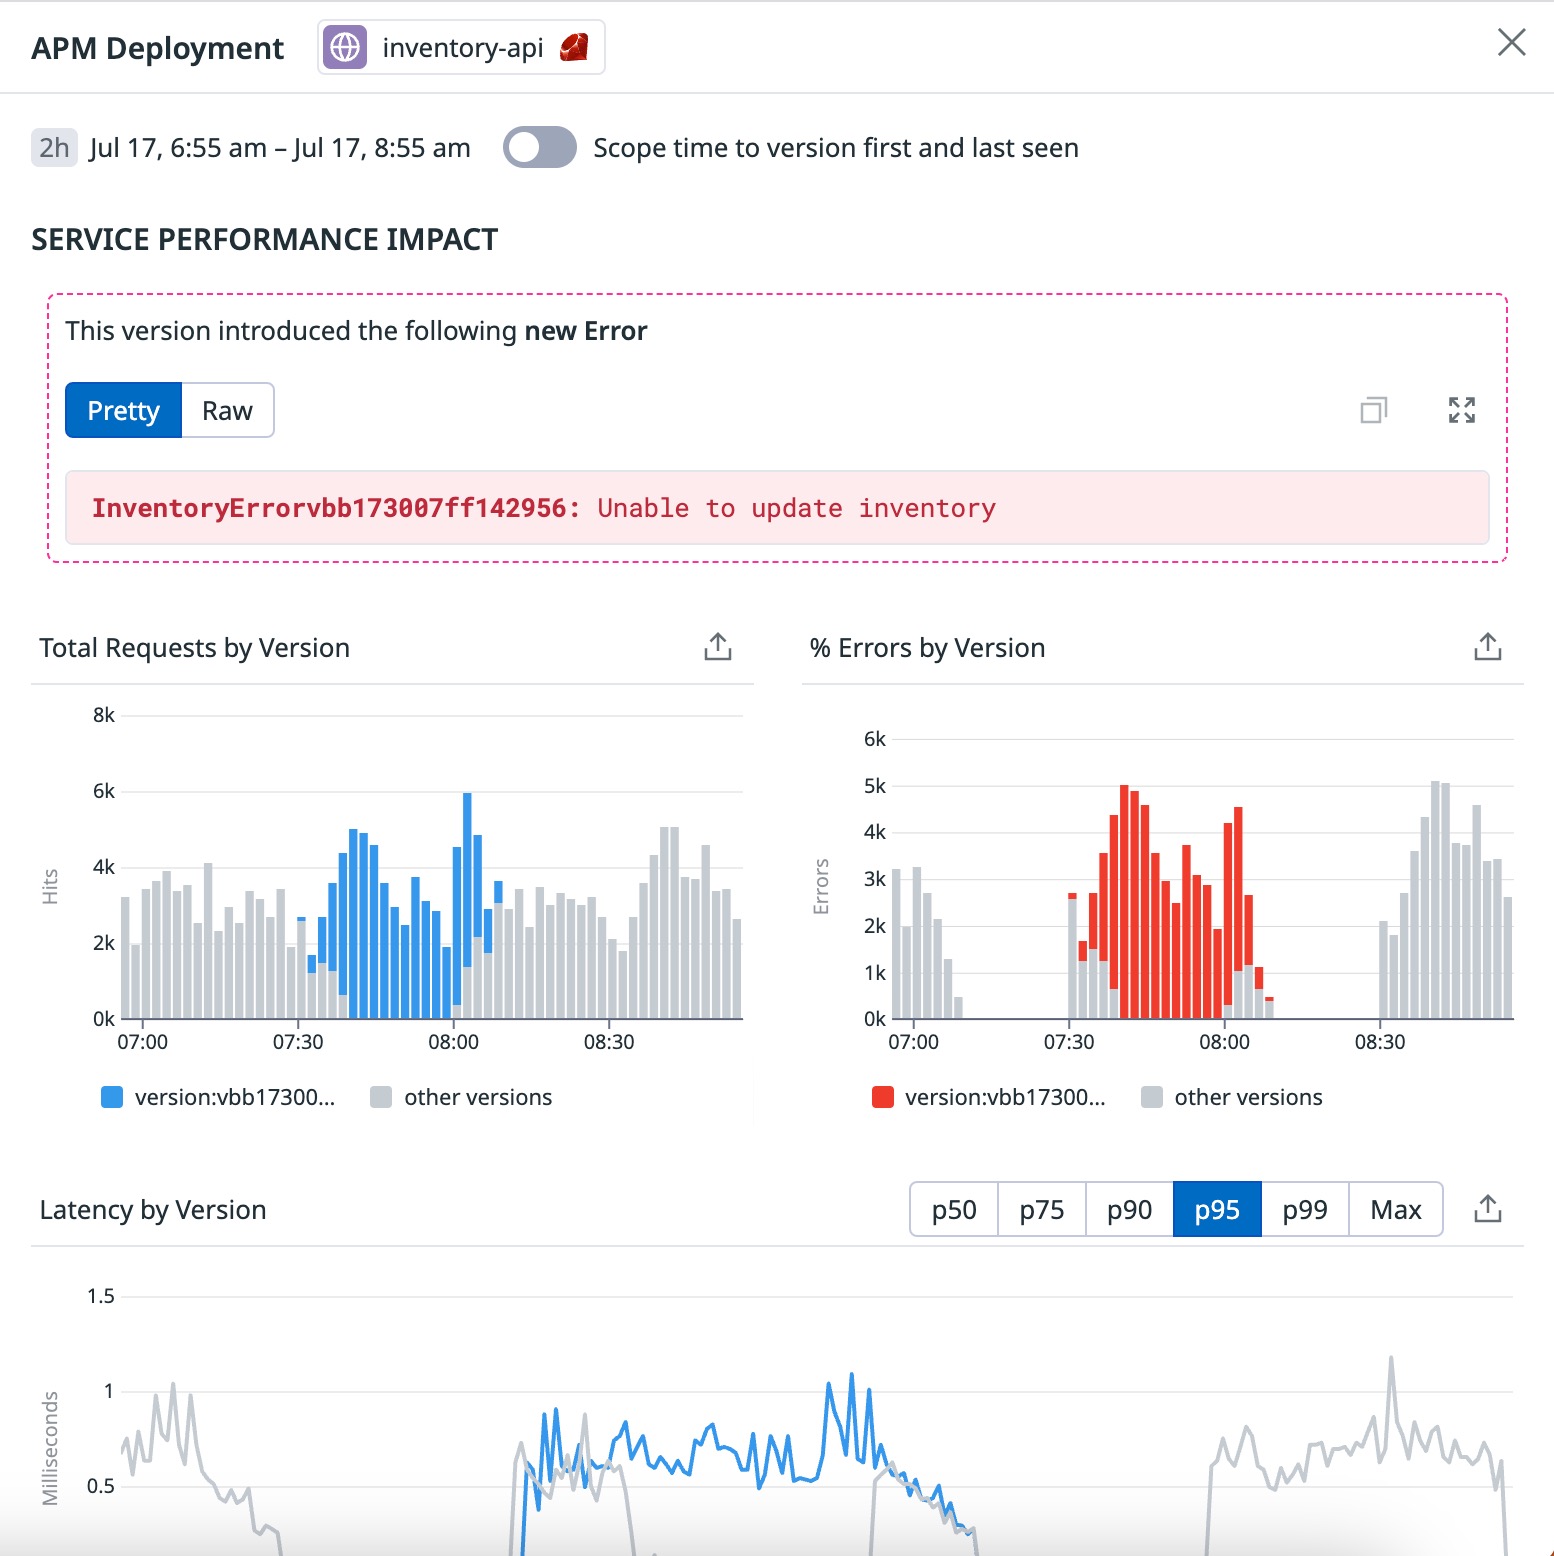 APM Deployment inventory-api
2h Jul 17, 6:55 am – Jul 17, 8:55 am Scope time to version first and last seen
SERVICE PERFORMANCE IMPACT
This version introduced the following new Error
Pretty Raw
InventoryErrorvbb173007ff142956: Unable to update inventory
Total Requests by Version
8k
6k
4k
2k
0k
Hits
07:00 07:30 08:00 08:30
version:vbb17300... other versions
% Errors by Version
6k
5k
4k
3k
2k
1k
0k
Errors
07:00 07:30 08:00 08:30
version:vbb17300... other versions
Latency by Version
p50 p75 p90 p95 p99 Max
1.5
1
0.5
Milliseconds